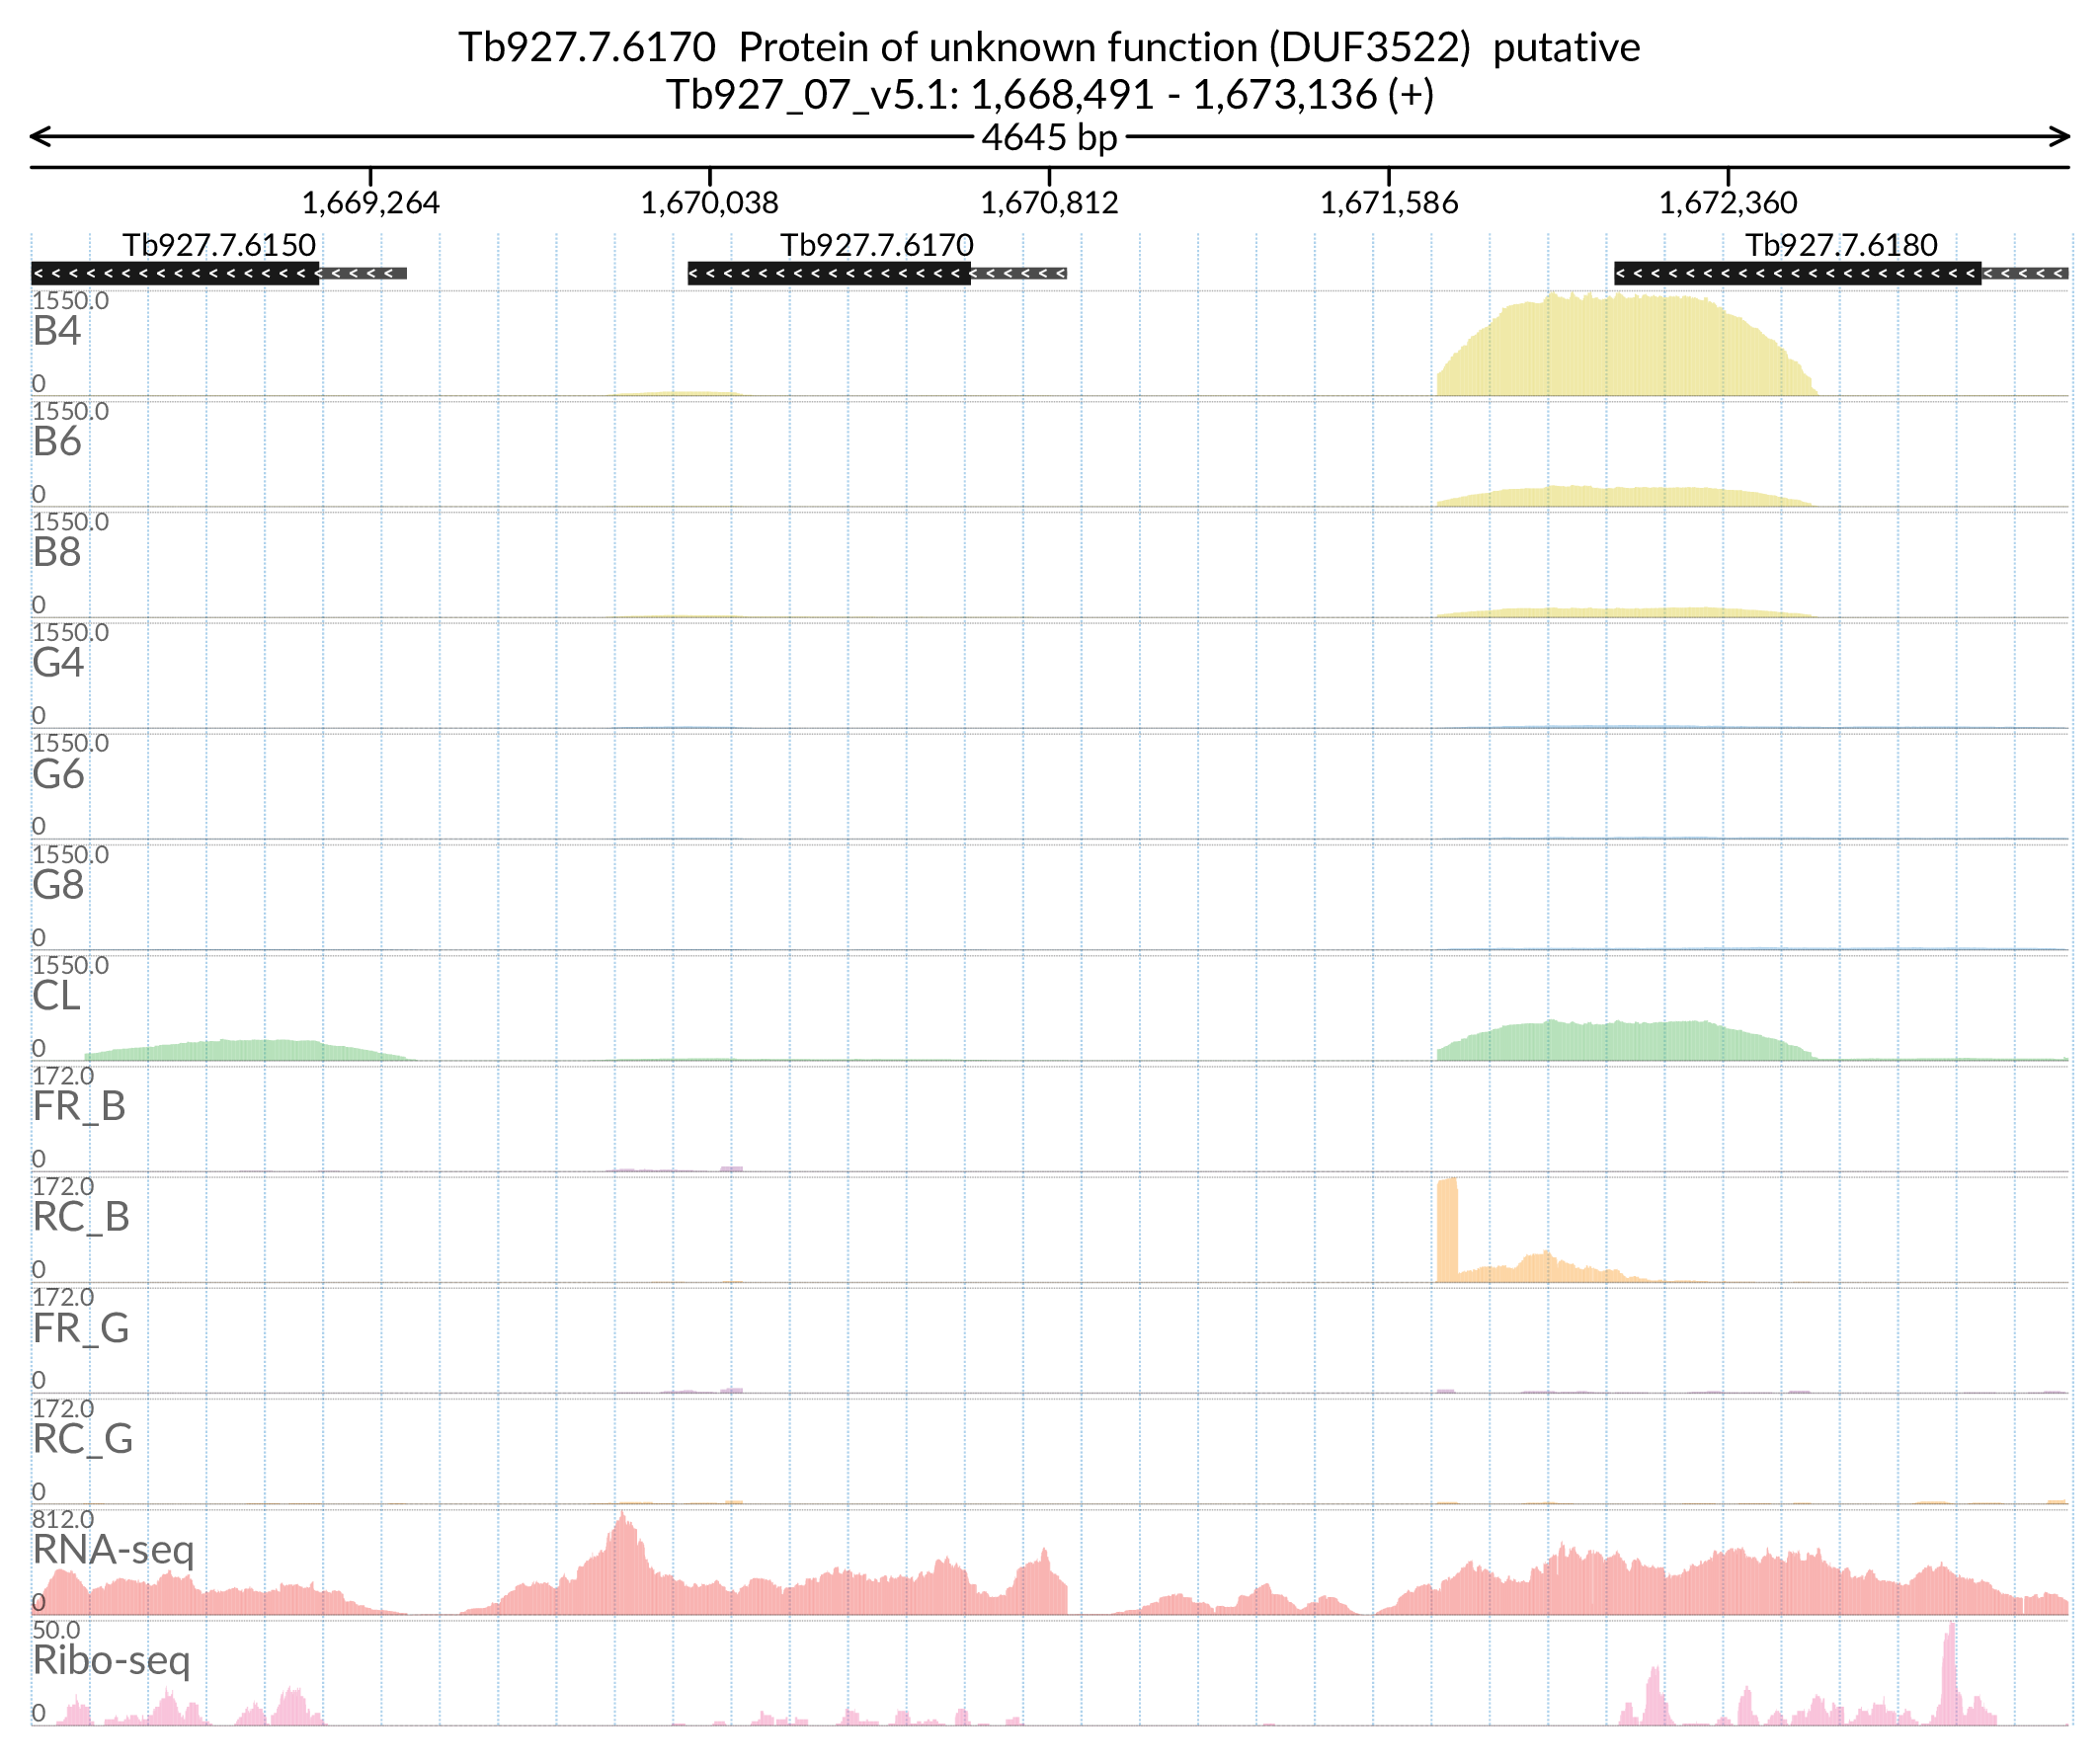 Tb927.7.6170  Protein of unknown function (DUF3522)  putative
Tb927_07_v5.1: 1,668,491 - 1,673,136 (+)
4645 bp
1,669,264 1,670,038 1,670,812 1,671,586 1,672,360
Tb927.7.6150 Tb927.7.6170 Tb927.7.6180
1550.0
B4
0
1550.0
B6
0
1550.0
B8
0
1550.0
G4
0
1550.0
G6
0
1550.0
G8
0
1550.0
CL
0
172.0
FR_B
0
172.0
RC_B
0
172.0
FR_G
0
172.0
RC_G
0
812.0
RNA-seq
0
50.0
Ribo-seq
0